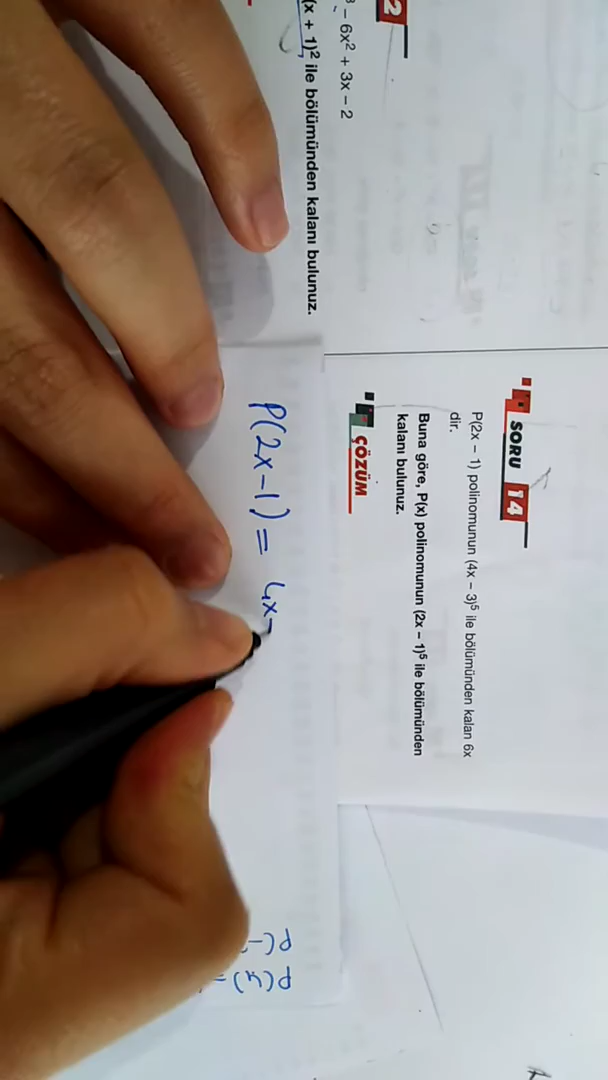 2
- 6x² + 3x - 2
(x + 1)² ile bölümünden kalanı bulunuz.
SORU 14
P(2x - 1) polinomunun (4x - 3)⁵ ile bölümünden kalan 6x
dir.
Buna göre, P(x) polinomunun (2x - 1)⁵ ile bölümünden
kalanı bulunuz.
ÇÖZÜM
P(2x-1) = 4x-
P(-
P(x) =